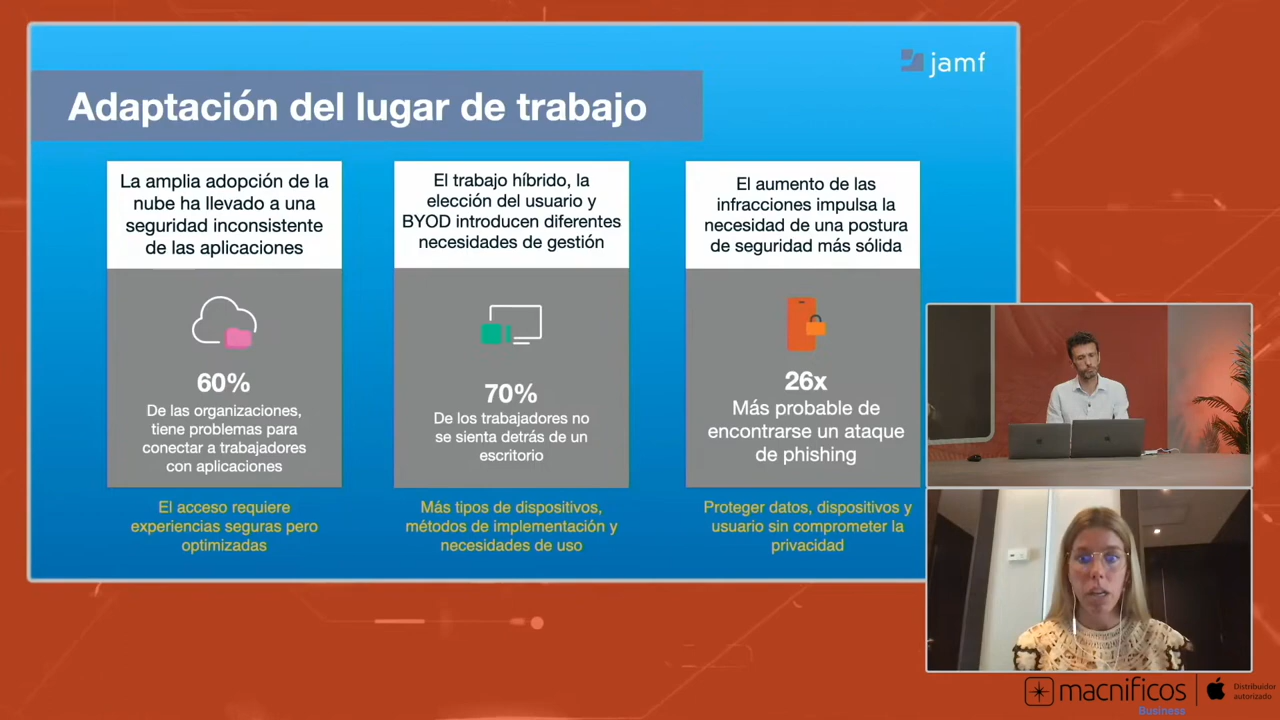 jamf
Adaptación del lugar de trabajo
La amplia adopción de la
nube ha llevado a una
seguridad inconsistente
de las aplicaciones
60%
De las organizaciones,
tiene problemas para
conectar a trabajadores
con aplicaciones
El acceso requiere
experiencias seguras pero
optimizadas
El trabajo híbrido, la
elección del usuario y
BYOD introducen diferentes
necesidades de gestión
70%
De los trabajadores no
se sienta detrás de un
escritorio
Más tipos de dispositivos,
métodos de implementación y
necesidades de uso
El aumento de las
infracciones impulsa la
necesidad de una postura
de seguridad más sólida
26x
Más probable de
encontrarse un ataque
de phishing
Proteger datos, dispositivos y
usuario sin comprometer la
privacidad
macnificos
Business
Distribuidor
autorizado